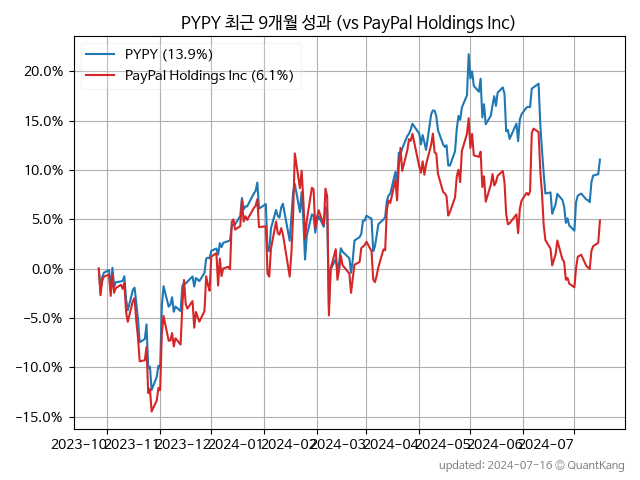 PYPY 최근 9개월 성과 (vs PayPal Holdings Inc)
PYPY (13.9%)
PayPal Holdings Inc (6.1%)
20.0%
15.0%
10.0%
5.0%
0.0%
−5.0%
−10.0%
−15.0%
2023-10 2023-11 2023-12 2024-01 2024-02 2024-03 2024-04 2024-05 2024-06 2024-07
updated: 2024-07-16 © QuantKang